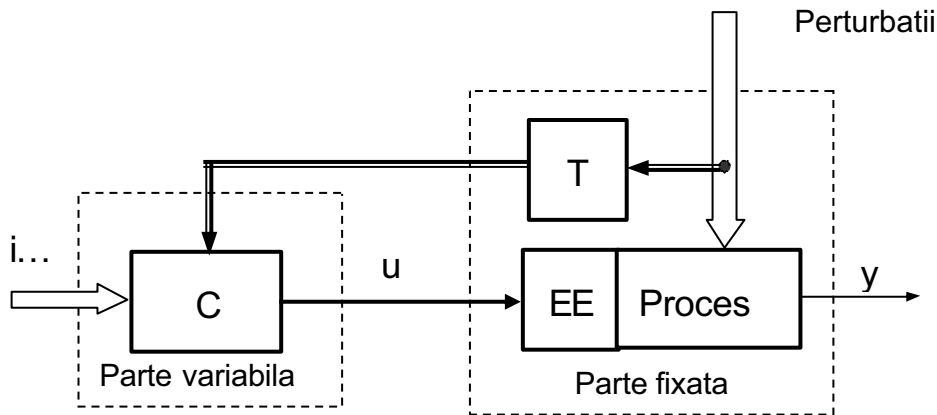 Perturbatii
T
i...
u
y
C
EE
Proces
Parte variabila
Parte fixata